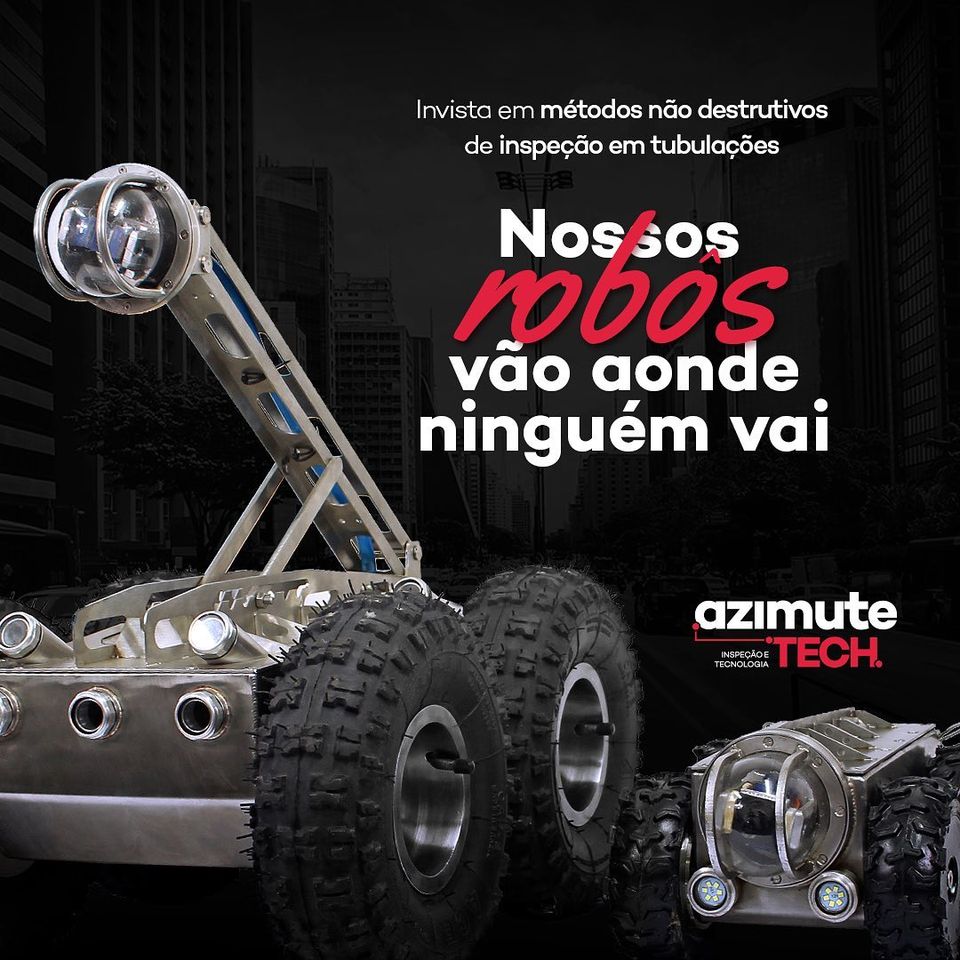 Invista em métodos não destrutivos
de inspeção em tubulações
Nossos
robôs
vão aonde
ninguém vai
azimute
INSPEÇÃO E
TECNOLOGIA
TECH.